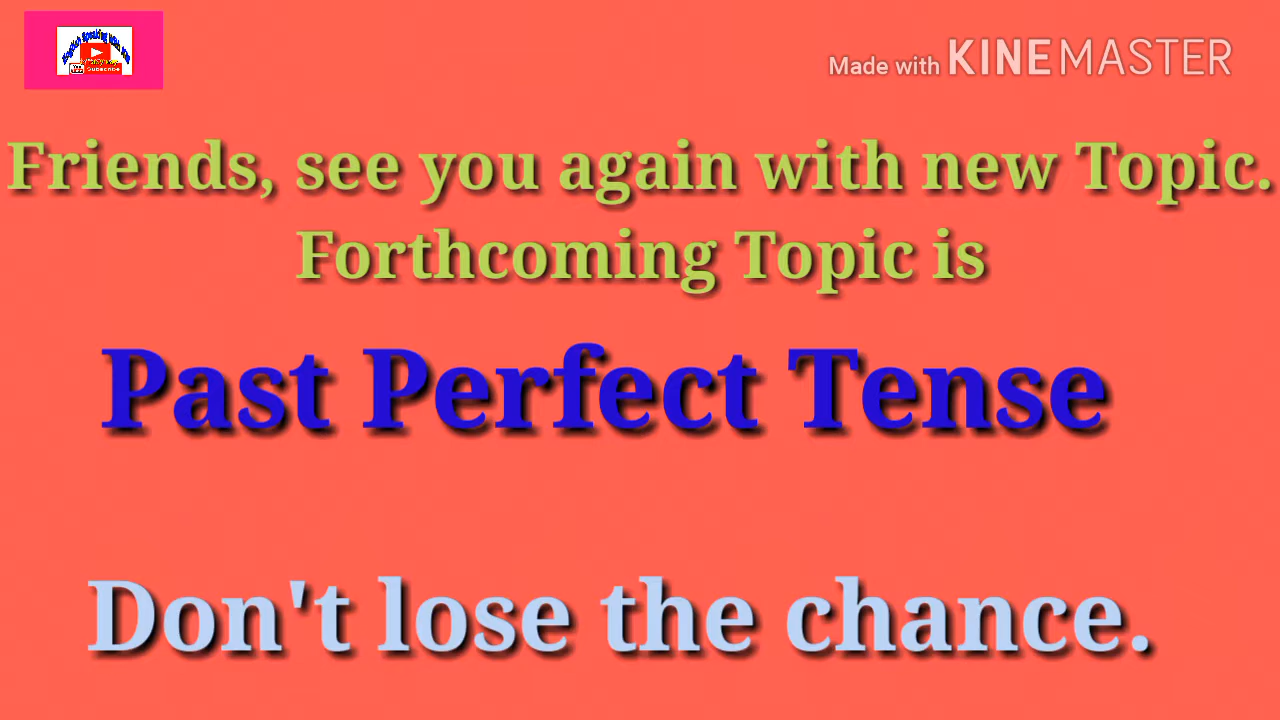 Made with KINEMASTER
Subscribe
Friends, see you again with new Topic.
Forthcoming Topic is
Past Perfect Tense
Don't lose the chance.